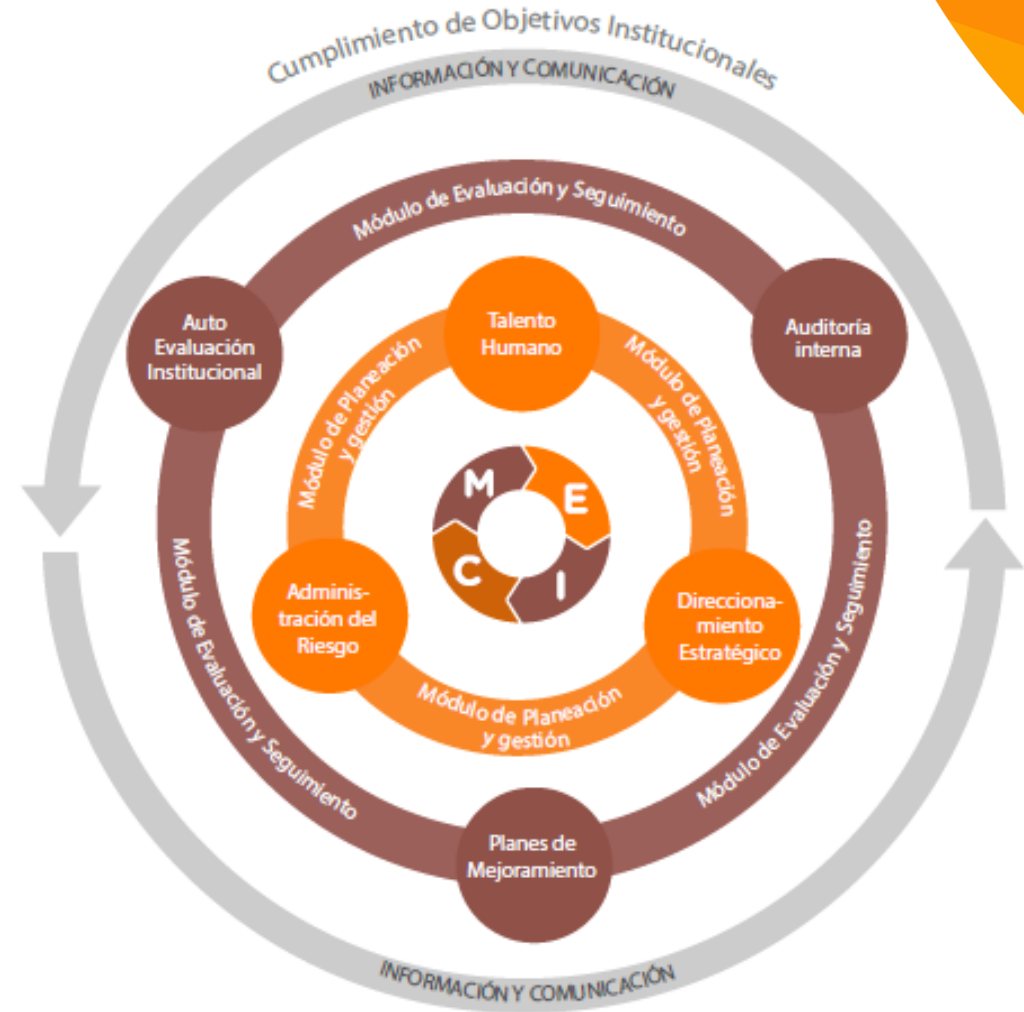 Cumplimiento de Objetivos Institucionales
INFORMACIÓN Y COMUNICACIÓN
Módulo de Evaluación y Seguimiento
Auto
Evaluación
Institucional
Talento
Humano
Auditoría
interna
Módulo de Planeación
y gestión
Módulo de Planeación
y gestión
M
E
C
I
Adminis-
tración del
Riesgo
Direcciona-
miento
Estratégico
Módulo de Planeación
y gestión
Módulo de Evaluación y Seguimiento
Módulo de Evaluación y Seguimiento
Planes de
Mejoramiento
INFORMACIÓN Y COMUNICACIÓN